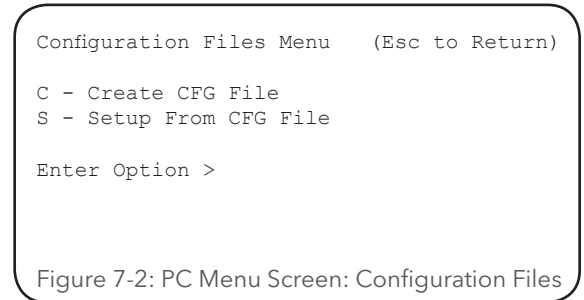 Configuration Files Menu (Esc to Return)
C - Create CFG File
S - Setup From CFG File
Enter Option >
Figure 7-2: PC Menu Screen: Configuration Files